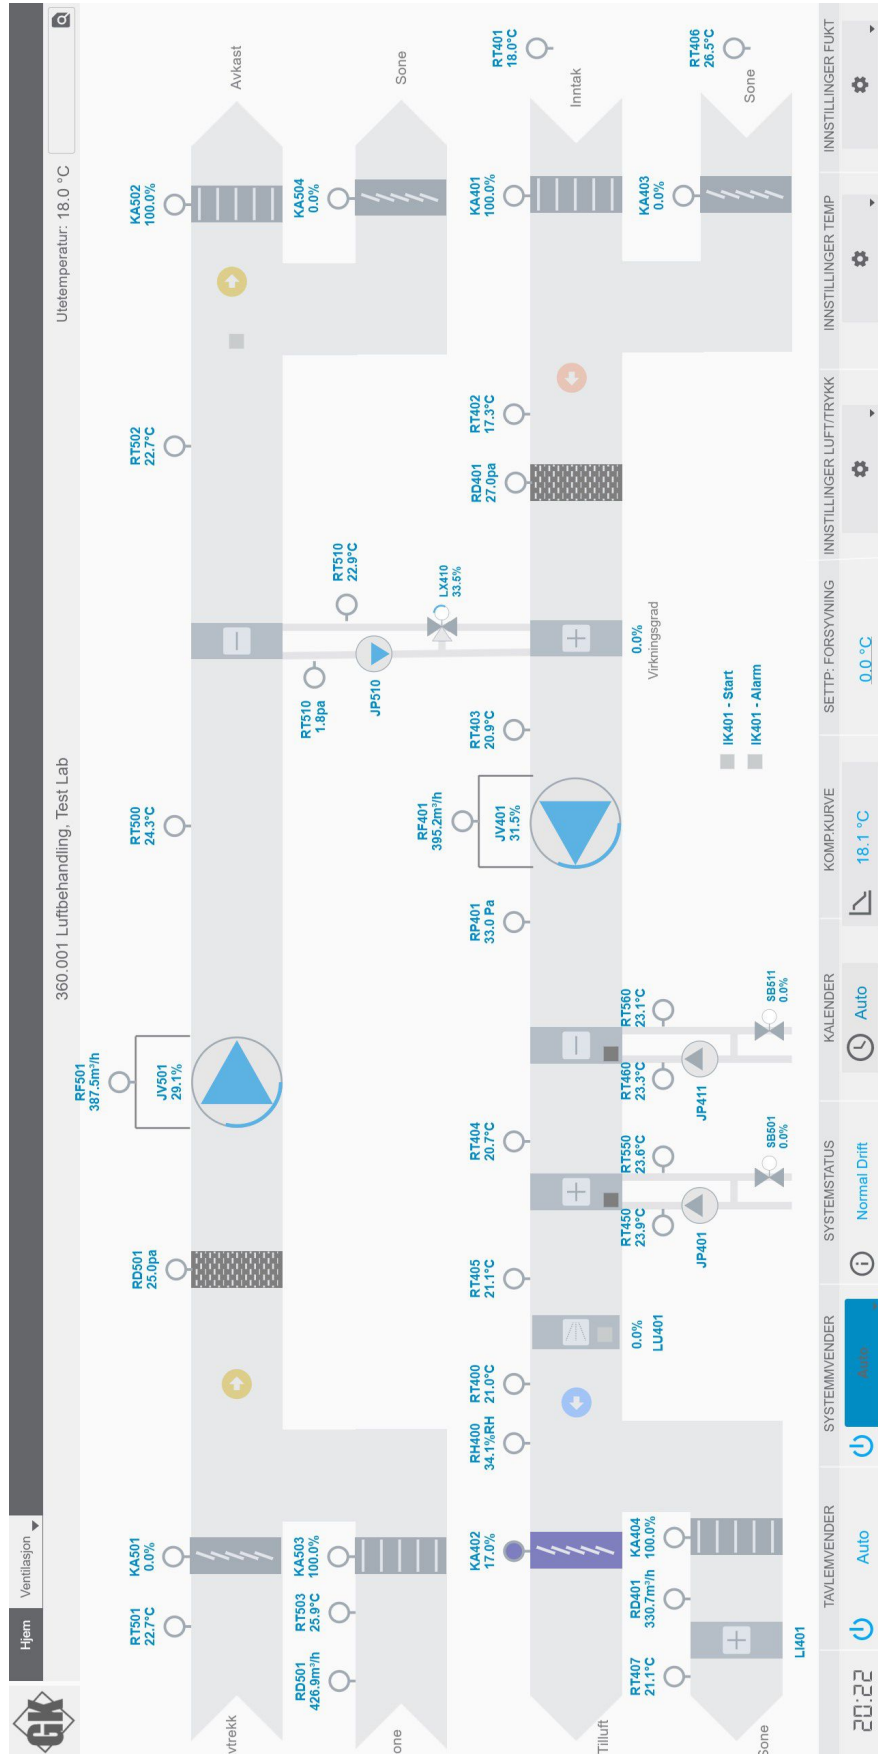 GK
Hjem
Ventilasjon
360.001 Luftbehandling, Test Lab
Utetemperatur: 18.0 °C
RF501
387.5m³/h
RT501
22.7°C
KA501
0.0%
RD501
25.0pa
JV501
29.1%
RT500
24.3°C
RT502
22.7°C
KA502
100.0%
Avkast
vtrekk
RD501
426.9m³/h
RT503
25.9°C
KA503
100.0%
RT510
1.8pa
RT510
22.9°C
KA504
0.0%
Sone
one
JP510
LX410
33.5%
RF401
395.2m³/h
KA402
17.0%
RH400
34.1%RH
RT400
21.0°C
RT405
21.1°C
RT404
20.7°C
RP401
33.0 Pa
JV401
31.5%
RT403
20.9°C
RD401
27.0pa
RT402
17.3°C
KA401
100.0%
RT401
18.0°C
Tilluft
Inntak
RT407
21.1°C
RD401
330.7m³/h
KA404
100.0%
0.0%
LU401
RT450
23.9°C
RT550
23.6°C
RT460
23.3°C
RT560
23.1°C
0.0%
Virkningsgrad
KA403
0.0%
RT406
26.5°C
JP401
SB501
0.0%
JP411
SB511
0.0%
IK401 - Start
IK401 - Alarm
Sone
Sone
LI401
TAVLEMVENDER
SYSTEMMVENDER
SYSTEMSTATUS
KALENDER
KOMP.KURVE
SETTP: FORSYVNING
INNSTILLINGER LUFT/TRYKK
INNSTILLINGER TEMP
INNSTILLINGER FUKT
20:22
Auto
Auto
Normal Drift
Auto
18.1 °C
0.0 °C